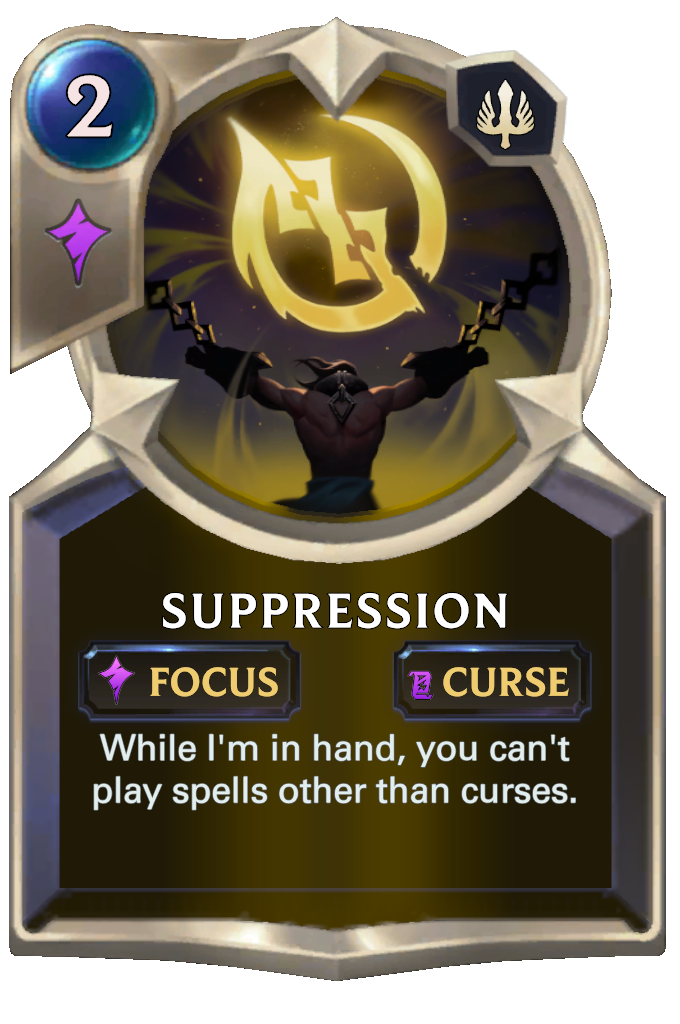 2
SUPPRESSION
FOCUS CURSE
While I'm in hand, you can't
play spells other than curses.